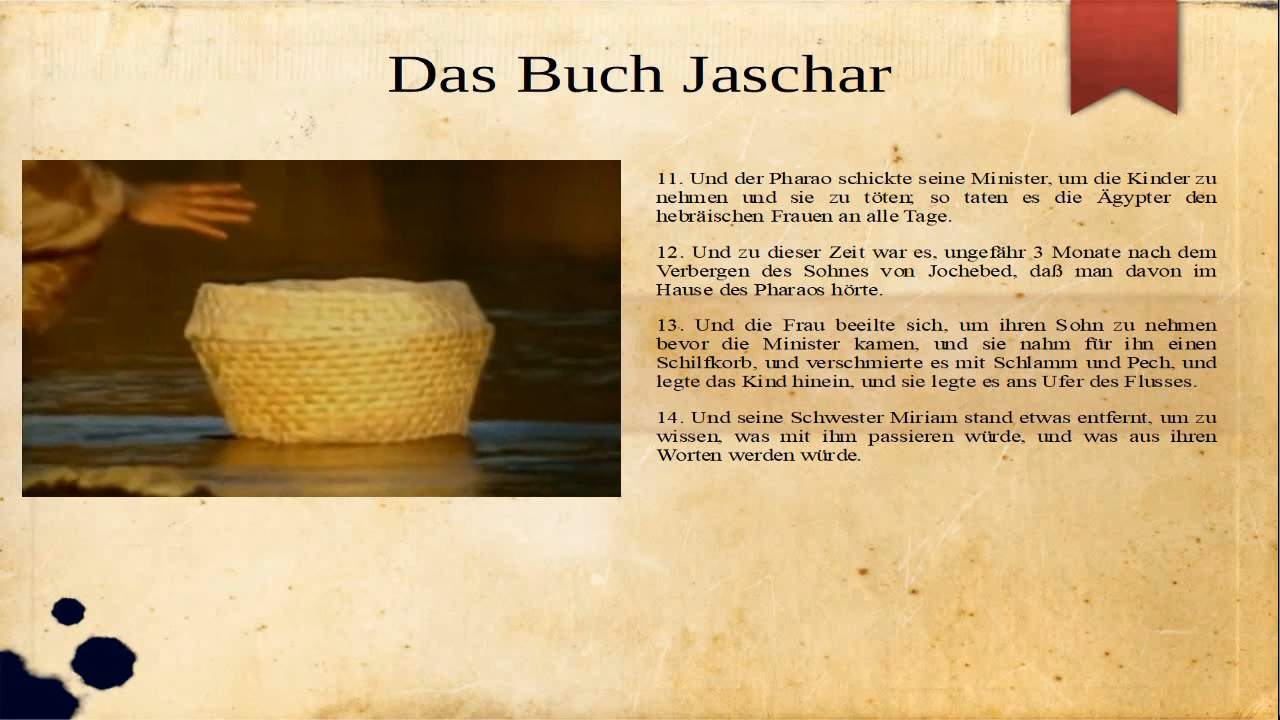 Das Buch Jaschar
11. Und der Pharao schickte seine Minister, um die Kinder zu
nehmen und sie zu töten; so taten es die Ägypter den
hebräischen Frauen an alle Tage.
12. Und zu dieser Zeit war es, ungefähr 3 Monate nach dem
Verbergen des Sohnes von Jochebed, daß man davon im
Hause des Pharaos hörte.
13. Und die Frau beeilte sich, um ihren Sohn zu nehmen
bevor die Minister kamen, und sie nahm für ihn einen
Schilfkorb, und verschmierte es mit Schlamm und Pech, und
legte das Kind hinein, und sie legte es ans Ufer des Flusses.
14. Und seine Schwester Miriam stand etwas entfernt, um zu
wissen, was mit ihm passieren würde, und was aus ihren
Worten werden würde.